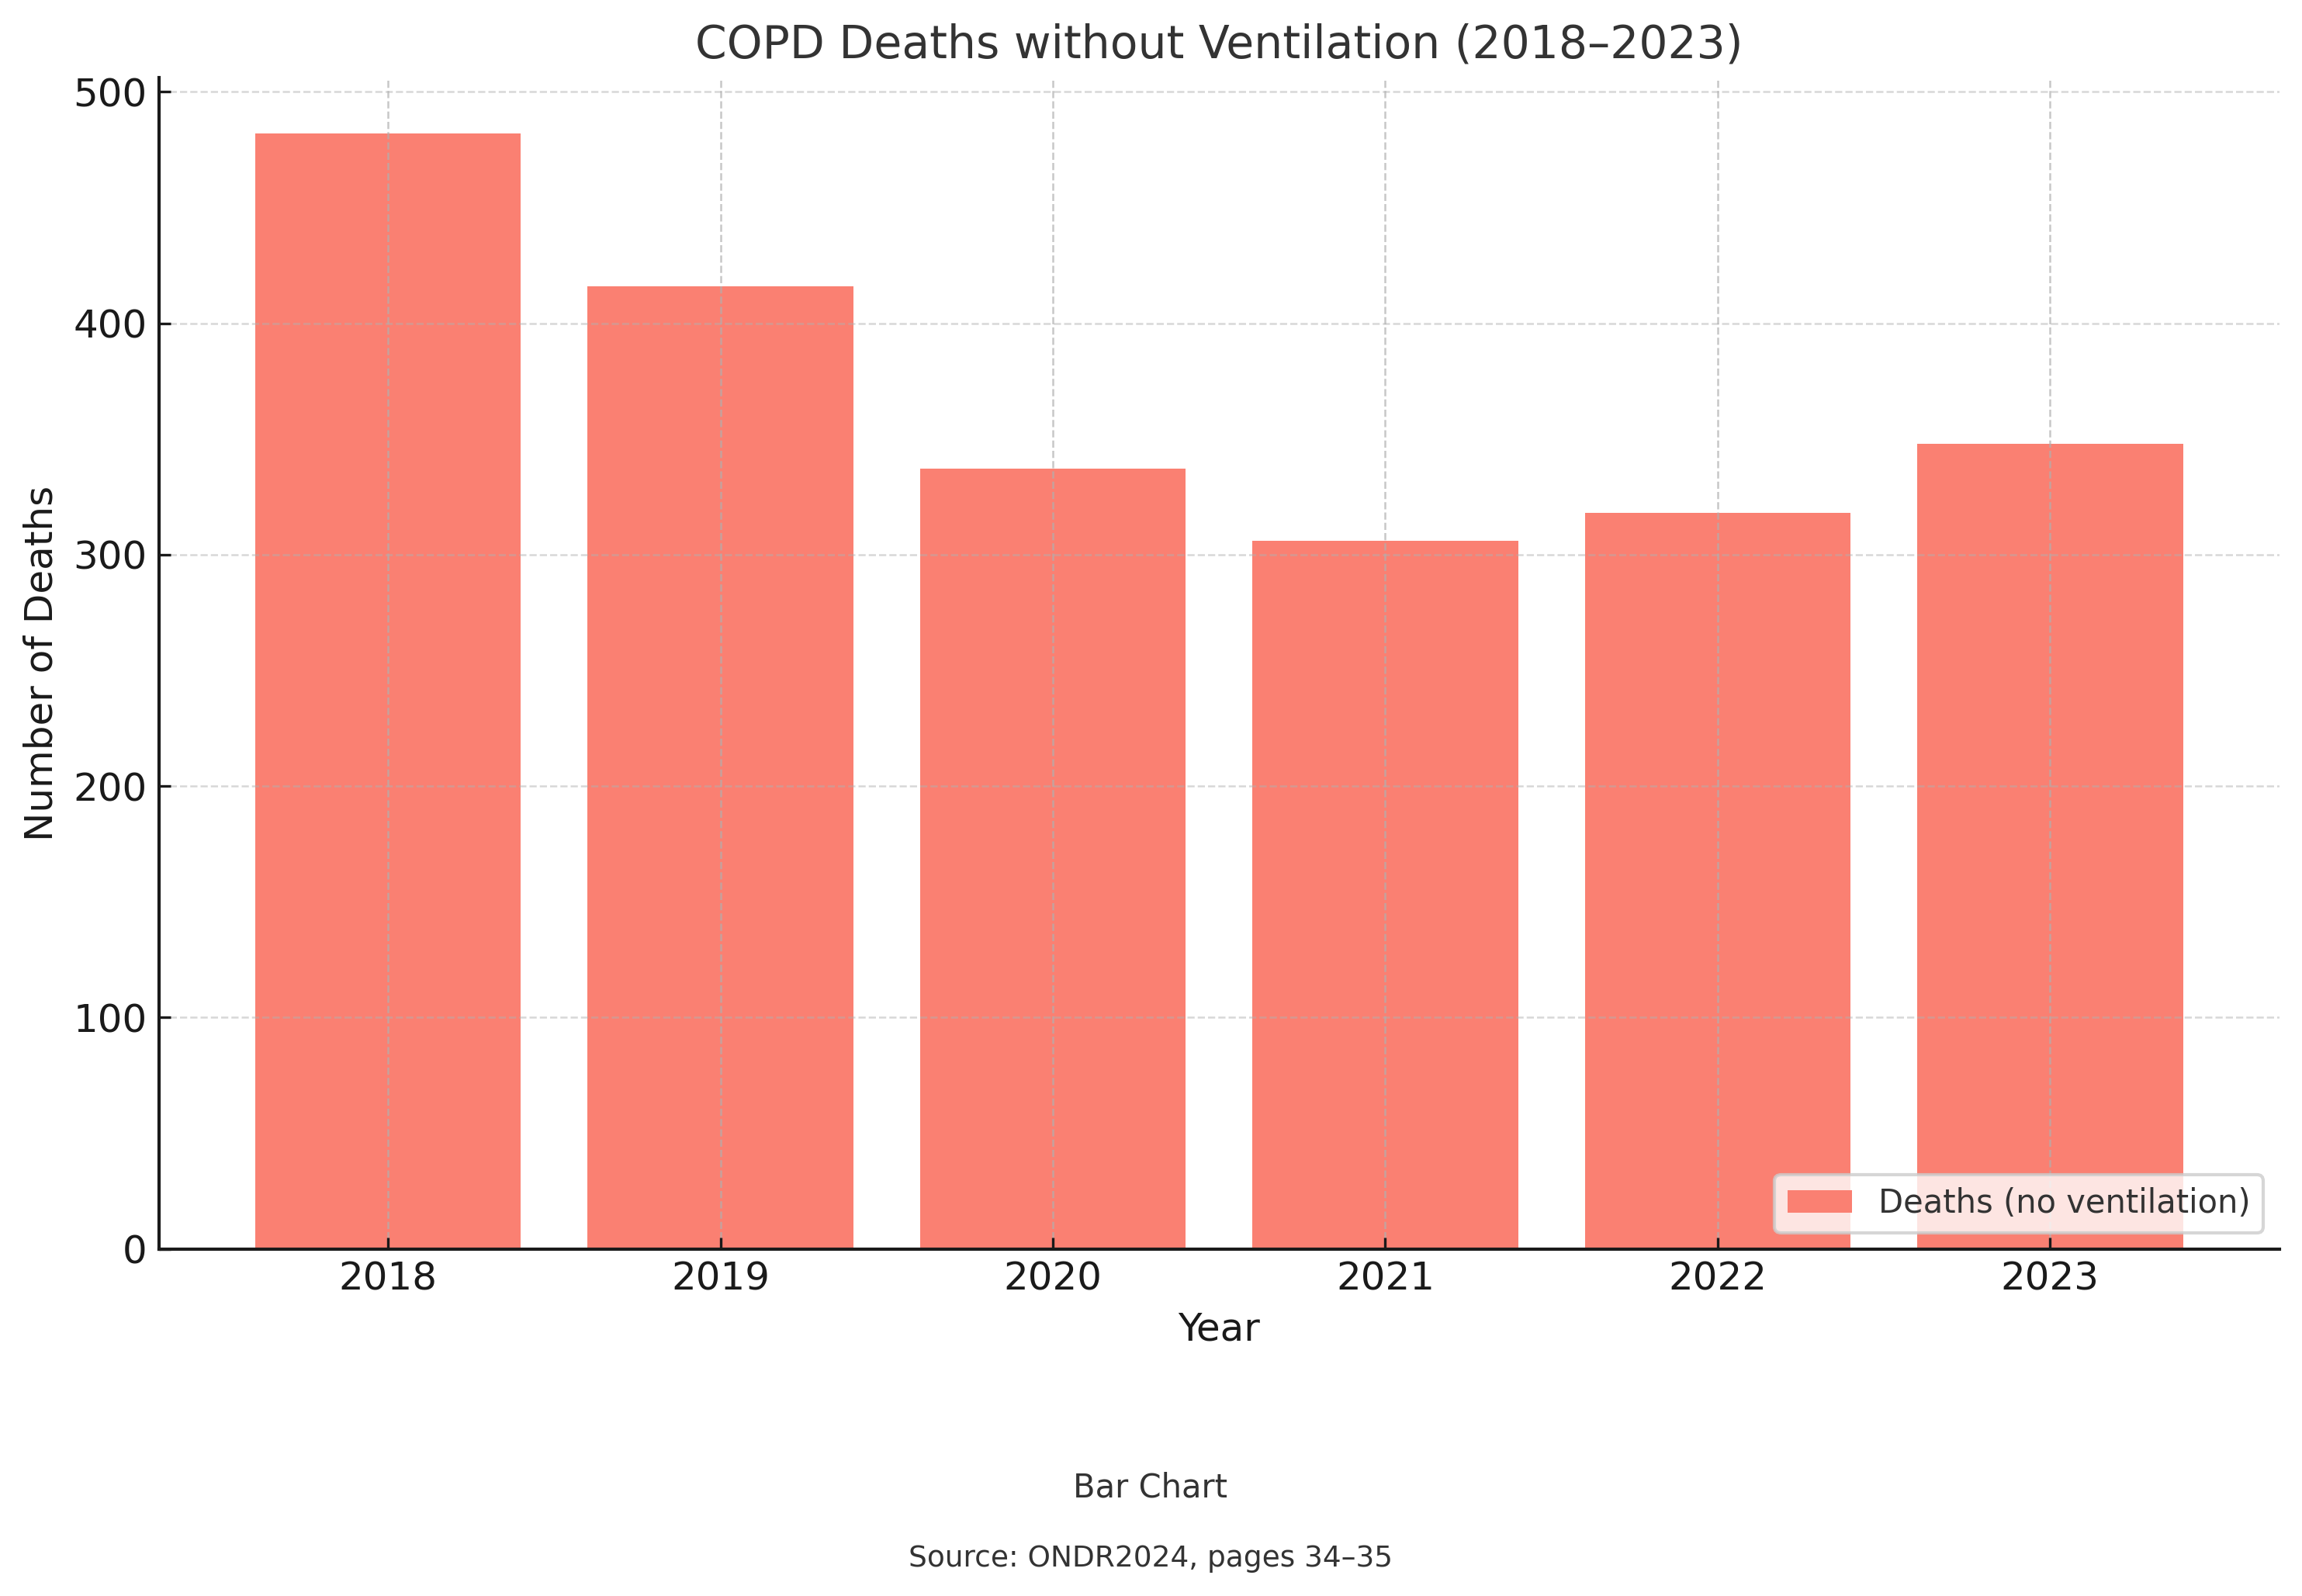 COPD Deaths without Ventilation (2018–2023)
500
400
300
200
100
0
Number of Deaths
2018 2019 2020 2021 2022 2023
Year
Deaths (no ventilation)
Bar Chart
Source: ONDR2024, pages 34–35